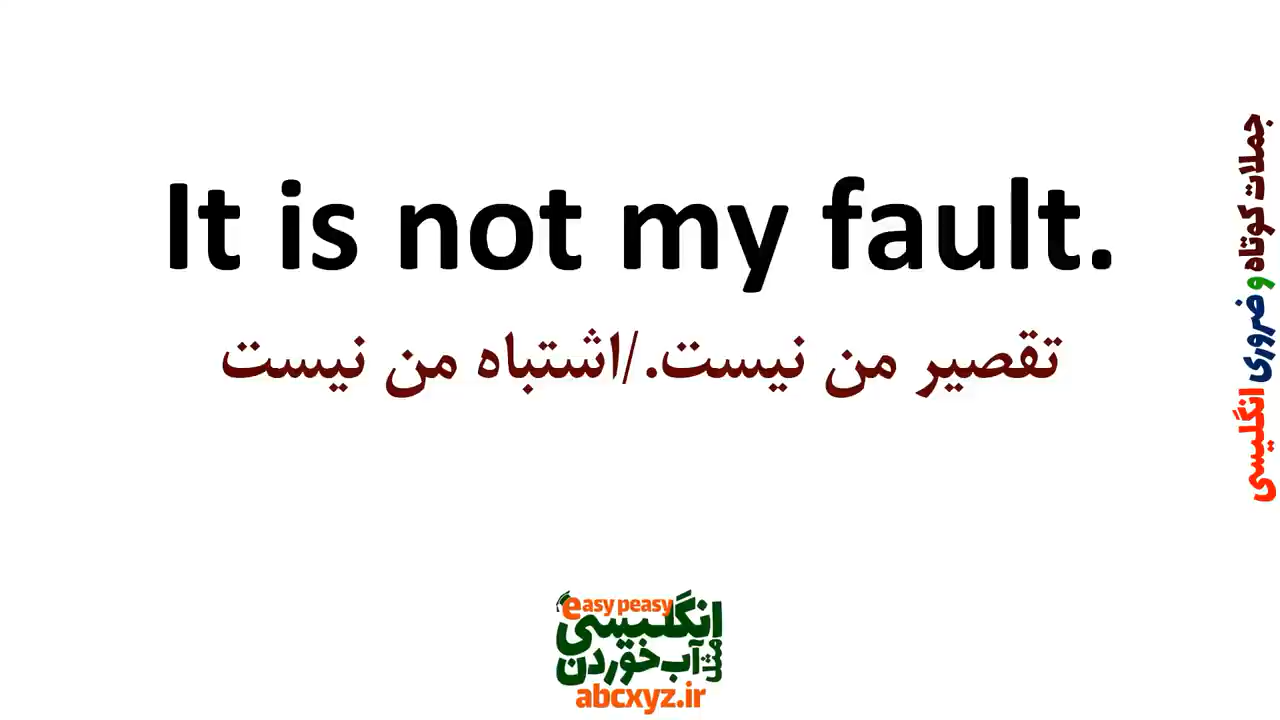 It is not my fault.
تقصیر من نیست./اشتباه من نیست
جملات کوتاه و ضروری انگلیسی
easy peasy
انگلیسی
مثل آب خوردن
abcxyz.ir